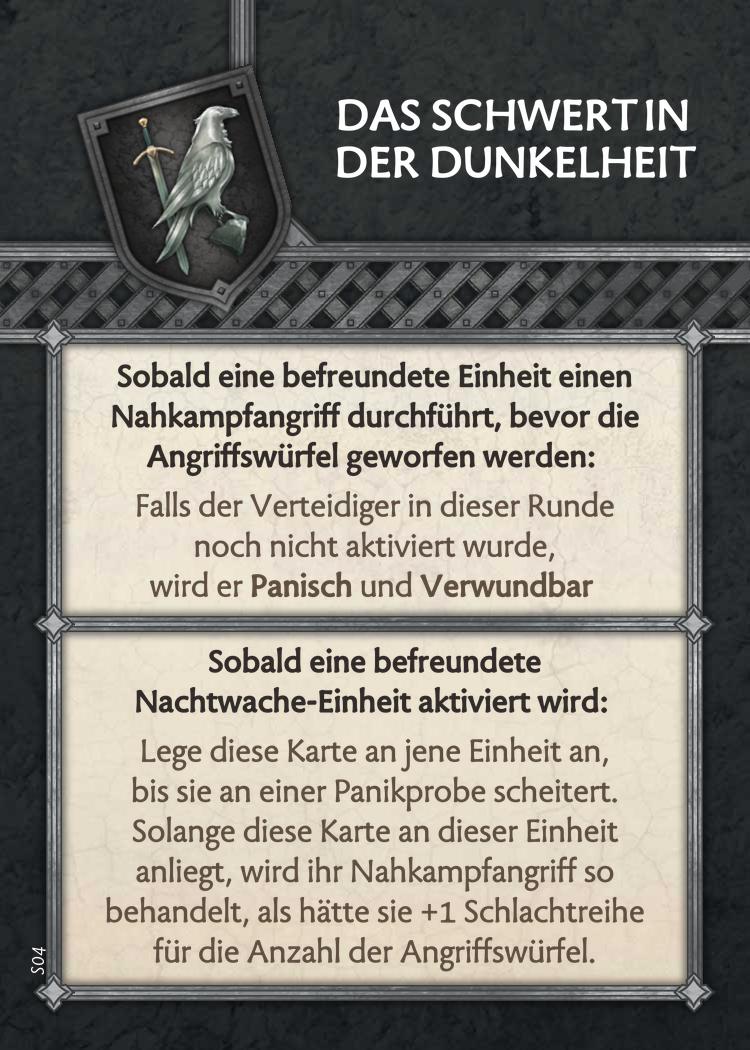 DAS SCHWERT IN
DER DUNKELHEIT
Sobald eine befreundete Einheit einen
Nahkampfangriff durchführt, bevor die
Angriffswürfel geworfen werden:
Falls der Verteidiger in dieser Runde
noch nicht aktiviert wurde,
wird er Panisch und Verwundbar
Sobald eine befreundete
Nachtwache-Einheit aktiviert wird:
Lege diese Karte an jene Einheit an,
bis sie an einer Panikprobe scheitert.
Solange diese Karte an dieser Einheit
anliegt, wird ihr Nahkampfangriff so
behandelt, als hätte sie +1 Schlachtreihe
für die Anzahl der Angriffswürfel.
S04